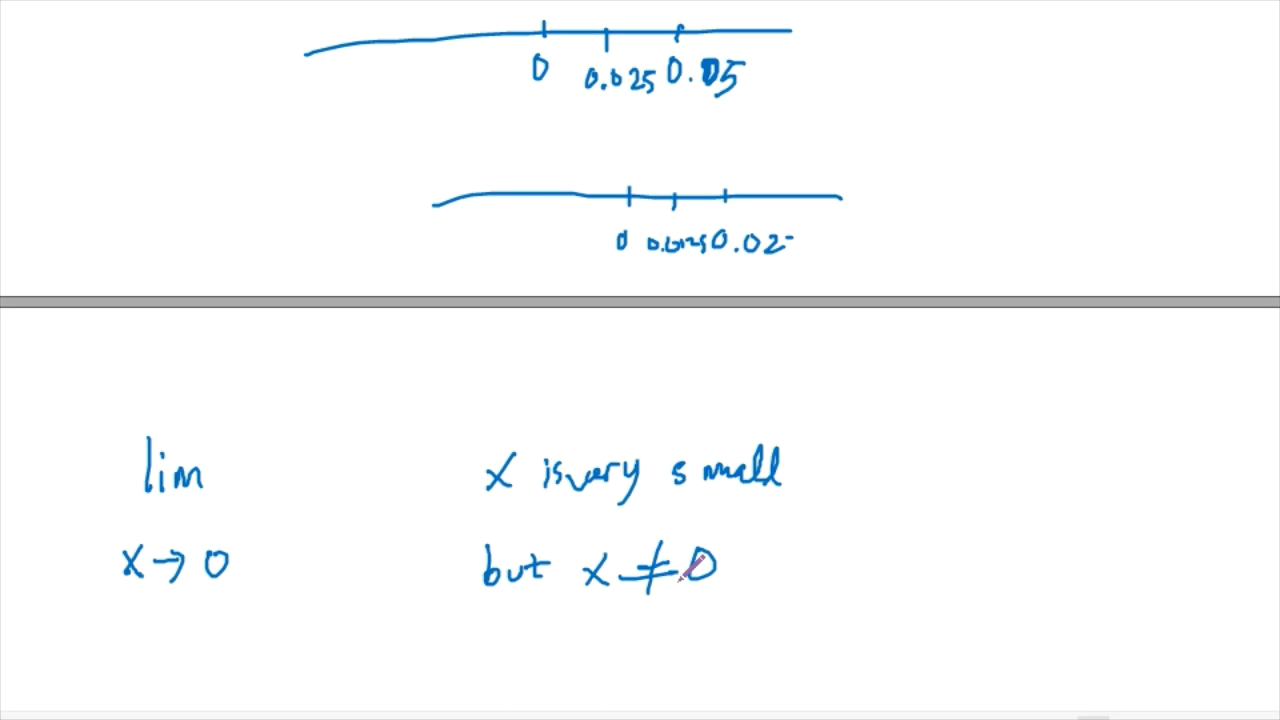 0 0.025 0.05
0 0.0125 0.025
lim x is very small
x → 0 but x ≠ 0